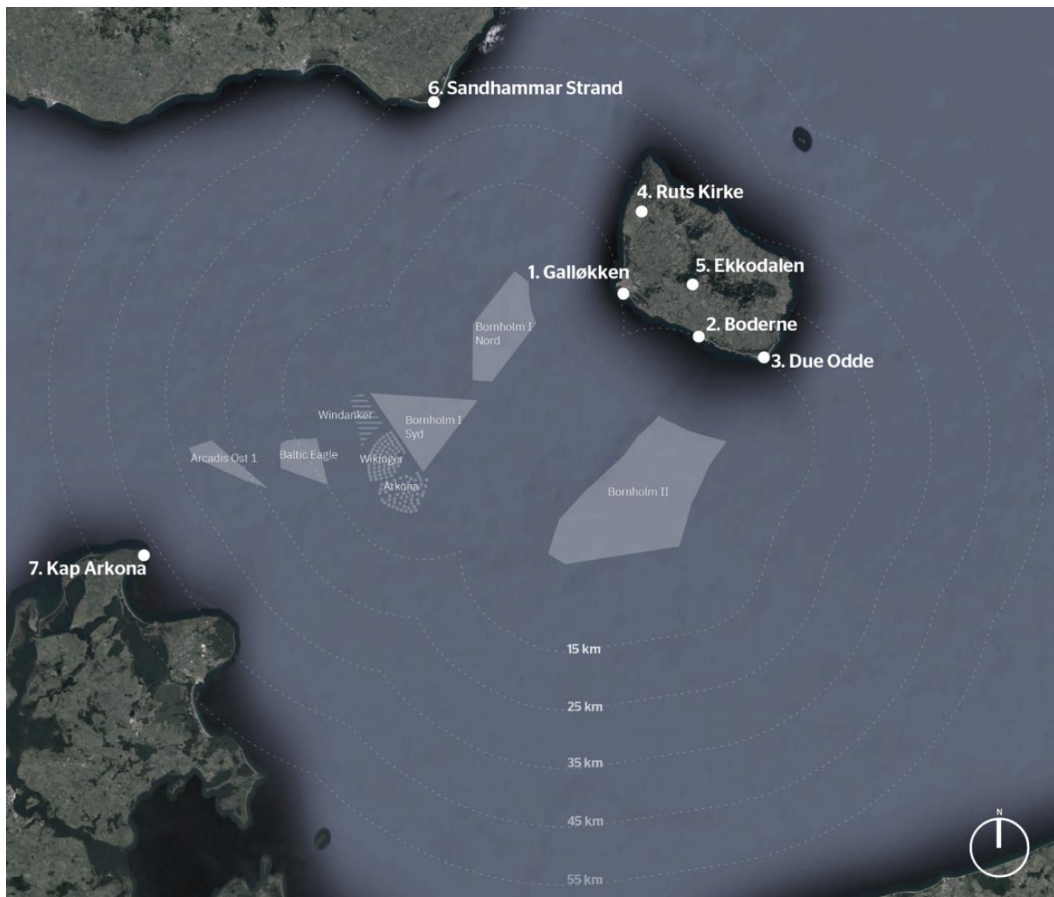 6. Sandhammar Strand
4. Ruts Kirke
5. Ekkodalen
1. Galløkken
2. Boderne
3. Due Odde
Bornholm I
Nord
Windanker
Bornholm I
Syd
Arcadis Ost 1
Baltic Eagle
Wikinger
Arkona
Bornholm II
7. Kap Arkona
15 km
25 km
35 km
45 km
55 km
N